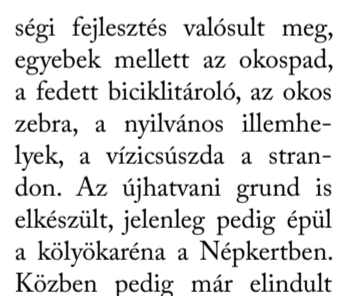 ségi fejlesztés valósult meg,
egyebek mellett az okospad,
a fedett biciklitároló, az okos
zebra, a nyilvános illemhe-
lyek, a vízicsúszda a stran-
don. Az újhatvani grund is
elkészült, jelenleg pedig épül
a kölyökaréna a Népkertben.
Közben pedig már elindult